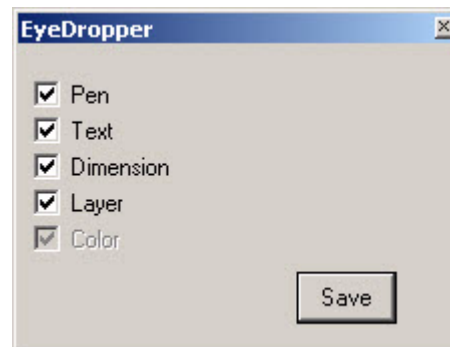 EyeDropper
Pen
Text
Dimension
Layer
Color
Save